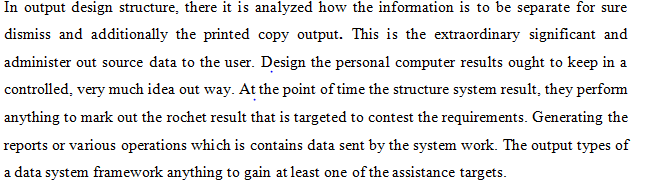 In output design structure, there it is analyzed how the information is to be separate for sure
dismiss and additionally the printed copy output. This is the extraordinary significant and
administer out source data to the user. Design the personal computer results ought to keep in a
controlled, very much idea out way. At the point of time the structure system result, they perform
anything to mark out the rochet result that is targeted to contest the requirements. Generating the
reports or various operations which is contains data sent by the system work. The output types of
a data system framework anything to gain at least one of the assistance targets.